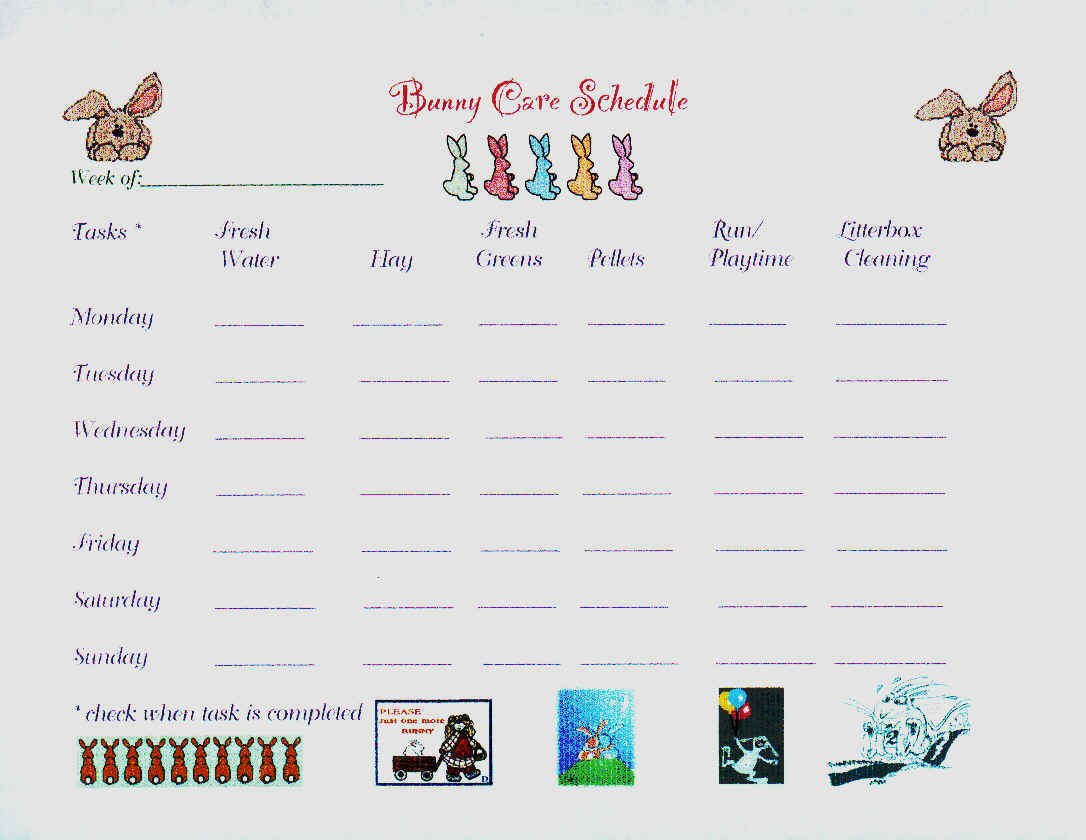 Bunny Care Schedule
Week of:
Tasks * Fresh Water Hay Fresh Greens Pellets Run/ Playtime Litterbox Cleaning
Monday
Tuesday
Wednesday
Thursday
Friday
Saturday
Sunday
* check when task is completed
PLEASE
Just one more
BUNNY